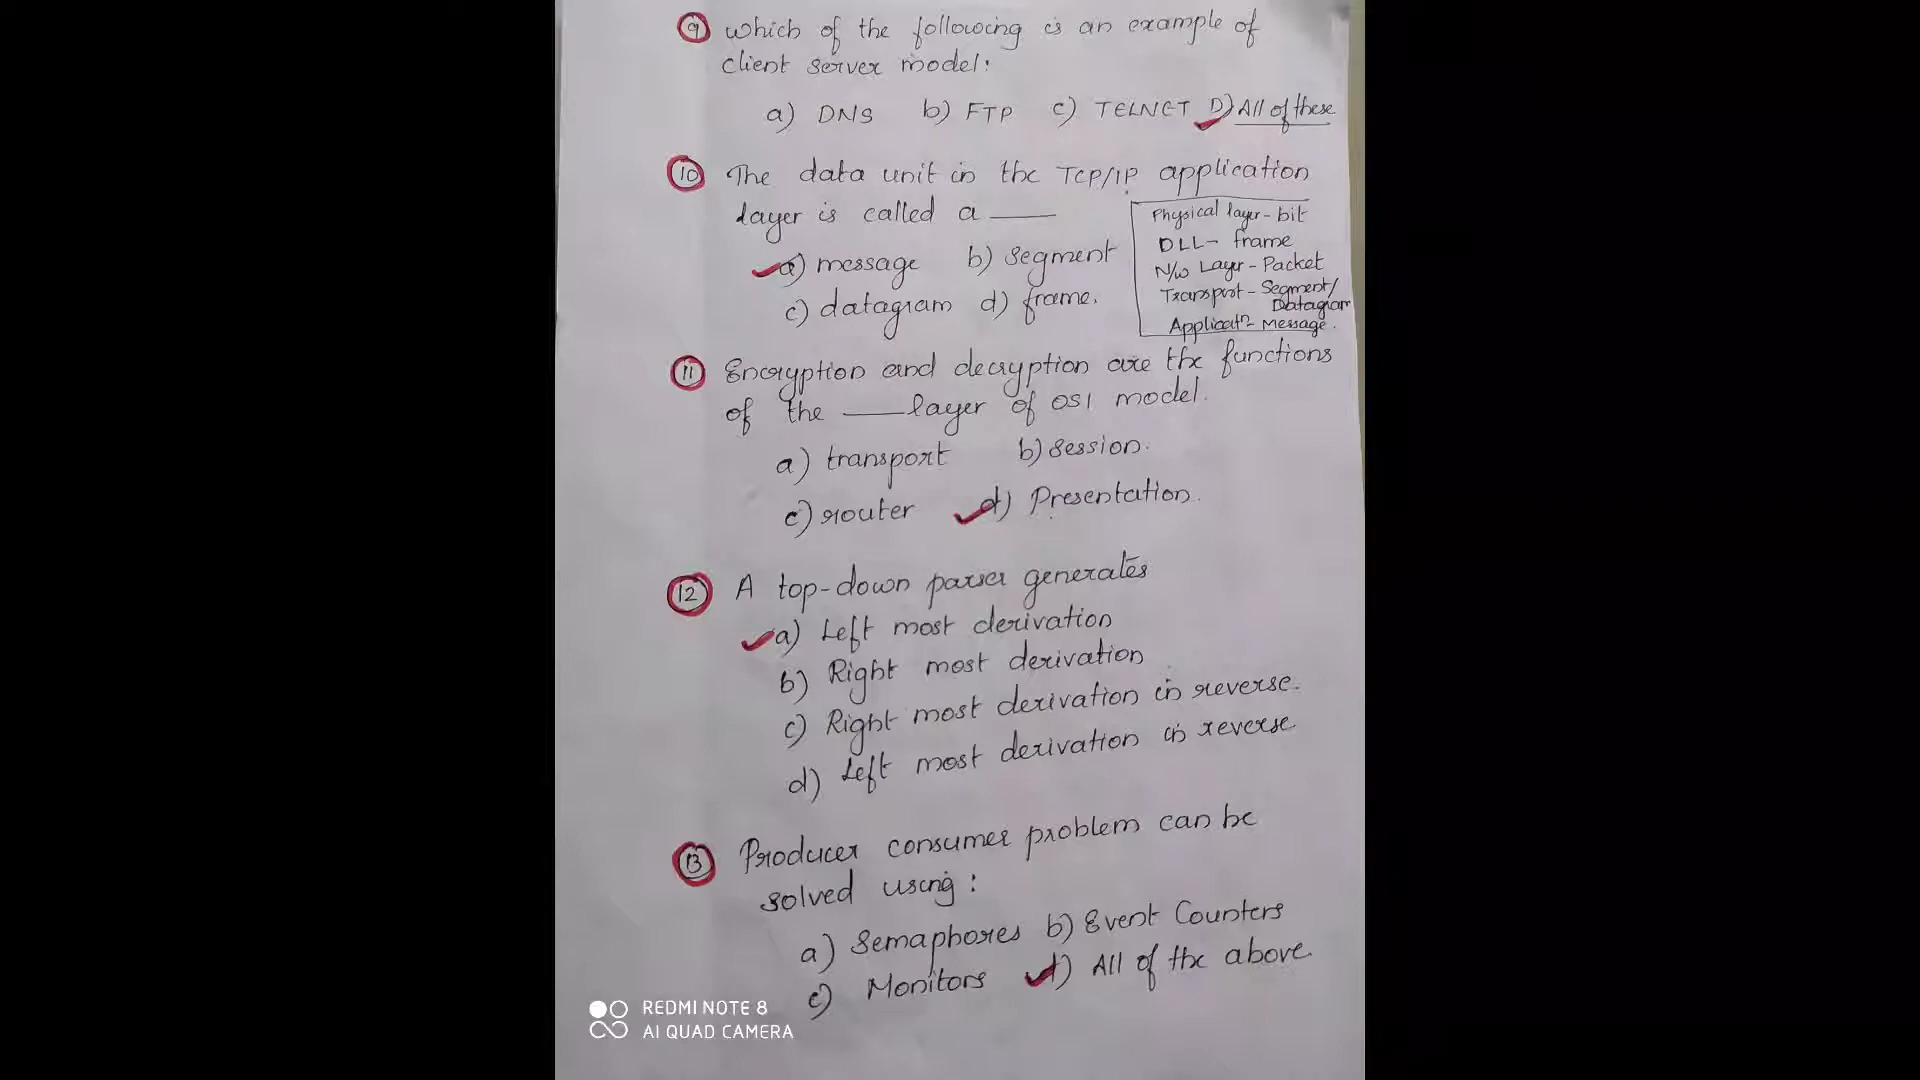 9 which of the following is an example of
client server model:
a) DNS b) FTP c) TELNET D) All of these
10 The data unit in the TCP/IP application
layer is called a ____
a) message b) segment
c) datagram d) frame.
Physical layer - bit
DLL - frame
N/w Layer - Packet
Transport - Segment/
Datagram
Applicatn - Message.
11 Encryption and decryption are the functions
of the ____ layer of OSI model.
a) transport b) session.
c) router d) Presentation.
12 A top-down parser generates
a) Left most derivation
b) Right most derivation
c) Right most derivation in reverse.
d) Left most derivation in reverse
13 Producer consumer problem can be
solved using:
a) Semaphores b) Event Counters
c) Monitors d) All of the above.
REDMI NOTE 8
AI QUAD CAMERA